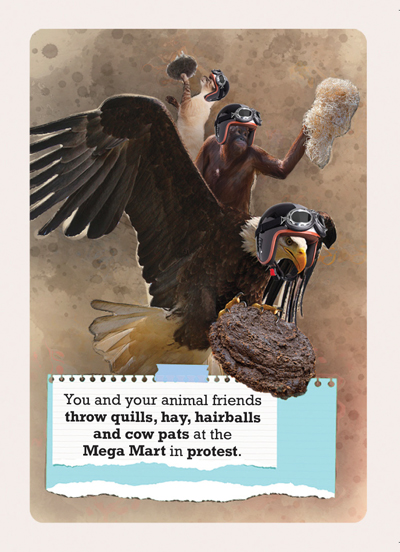 You and your animal friends
throw quills, hay, hairballs
and cow pats at the
Mega Mart in protest.